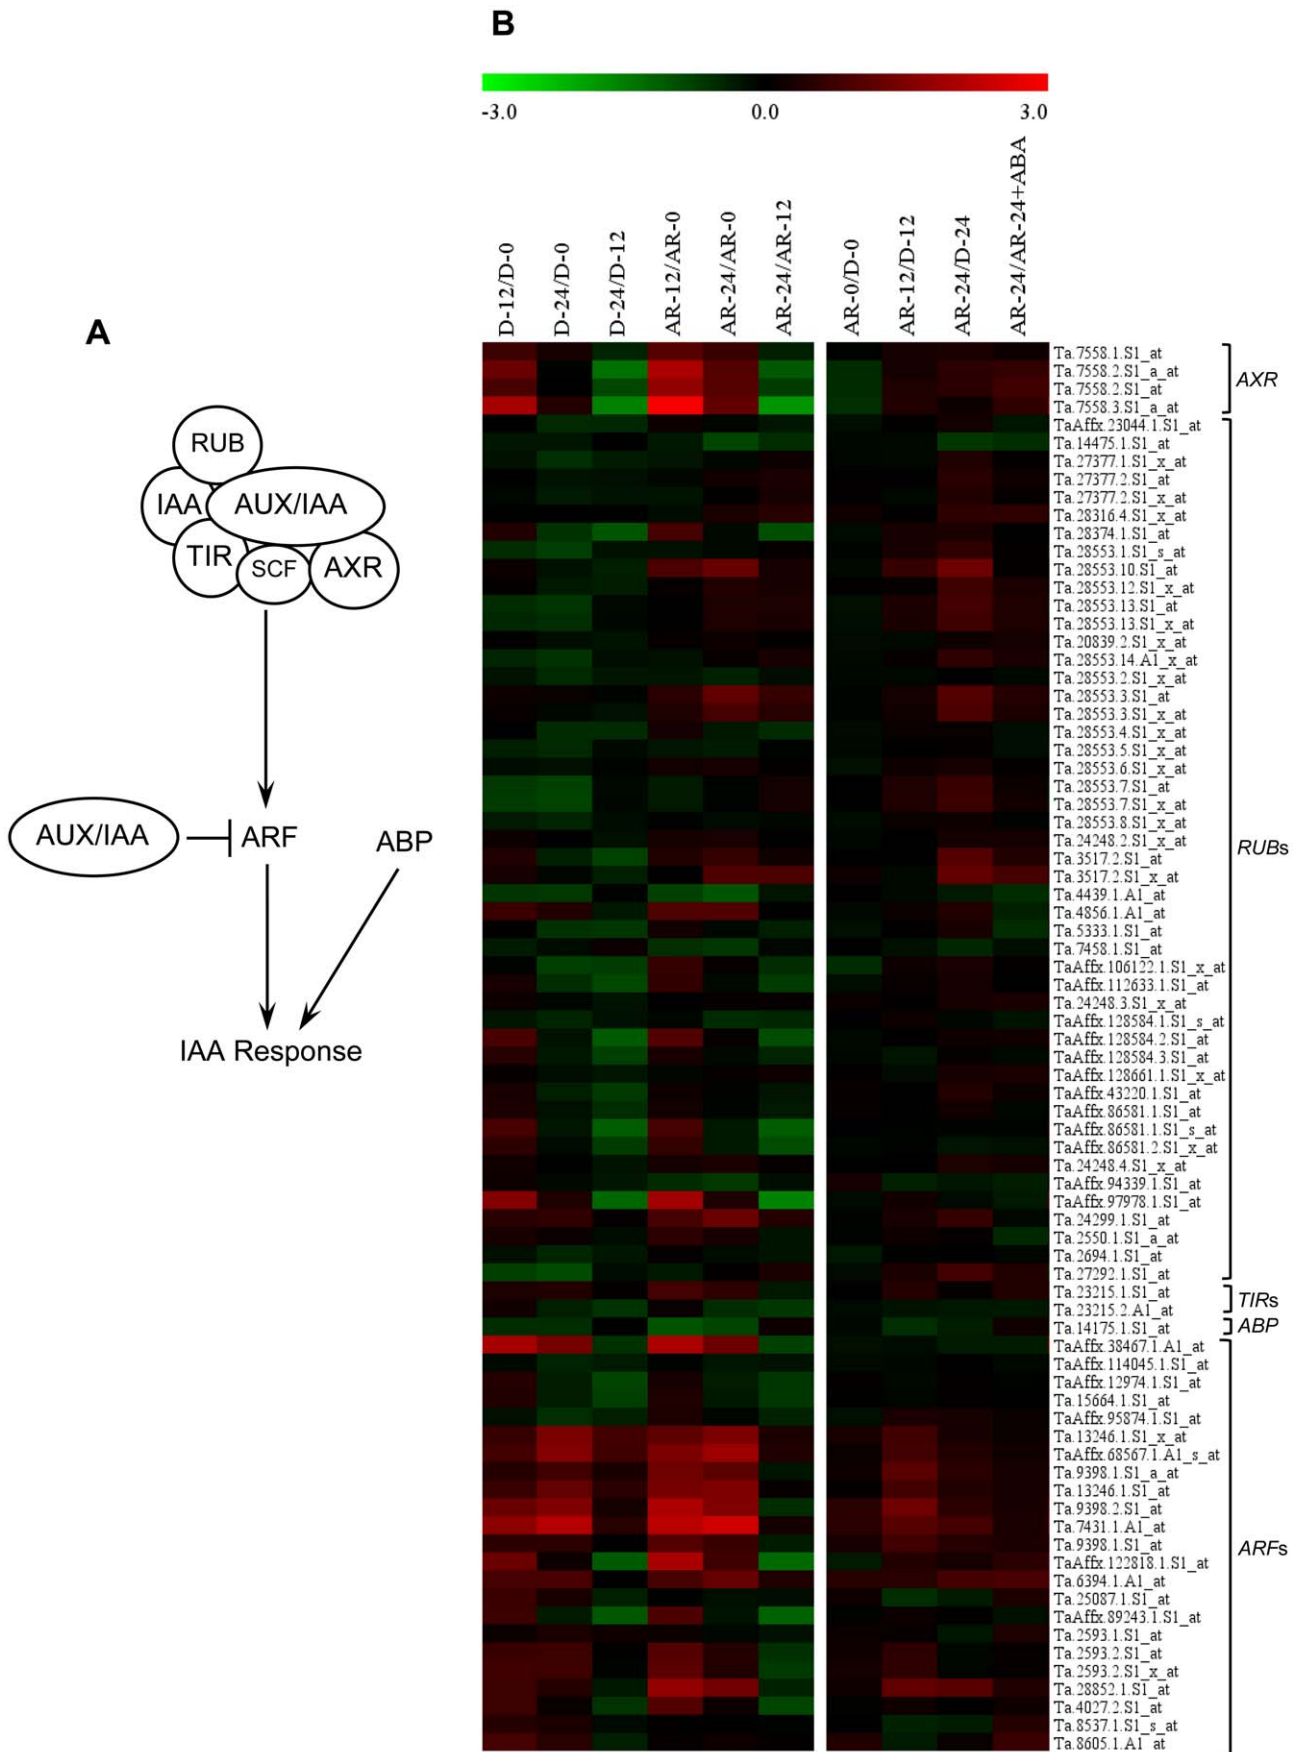 B
-3.0 0.0 3.0
D-12/D-0
D-24/D-0
D-24/D-12
AR-12/AR-0
AR-24/AR-0
AR-24/AR-12
AR-0/D-0
AR-12/D-12
AR-24/D-24
AR-24/AR-24+ABA
A
RUB
IAA
AUX/IAA
TIR
SCF
AXR
AUX/IAA
ARF
ABP
IAA Response
Ta.7558.1.S1_at
Ta.7558.2.S1_a_at
Ta.7558.2.S1_at
Ta.7558.3.S1_a_at
AXR
TaAffx.23044.1.S1_at
Ta.14475.1.S1_at
Ta.27377.1.S1_x_at
Ta.27377.2.S1_at
Ta.27377.2.S1_x_at
Ta.28316.4.S1_x_at
Ta.28374.1.S1_at
Ta.28553.1.S1_s_at
Ta.28553.10.S1_at
Ta.28553.12.S1_x_at
Ta.28553.13.S1_at
Ta.28553.13.S1_x_at
Ta.20839.2.S1_x_at
Ta.28553.14.A1_x_at
Ta.28553.2.S1_x_at
Ta.28553.3.S1_at
Ta.28553.3.S1_x_at
Ta.28553.4.S1_x_at
Ta.28553.5.S1_x_at
Ta.28553.6.S1_x_at
Ta.28553.7.S1_at
Ta.28553.7.S1_x_at
Ta.28553.8.S1_x_at
Ta.24248.2.S1_x_at
Ta.3517.2.S1_at
Ta.3517.2.S1_x_at
Ta.4439.1.A1_at
Ta.4856.1.A1_at
Ta.5333.1.S1_at
Ta.7458.1.S1_at
TaAffx.106122.1.S1_x_at
TaAffx.112633.1.S1_at
Ta.24248.3.S1_x_at
TaAffx.128584.1.S1_s_at
TaAffx.128584.2.S1_at
TaAffx.128584.3.S1_at
TaAffx.128661.1.S1_x_at
TaAffx.43220.1.S1_at
TaAffx.86581.1.S1_at
TaAffx.86581.1.S1_s_at
TaAffx.86581.2.S1_x_at
Ta.24248.4.S1_x_at
TaAffx.94339.1.S1_at
TaAffx.97978.1.S1_at
Ta.24299.1.S1_at
Ta.2550.1.S1_a_at
Ta.2694.1.S1_at
Ta.27292.1.S1_at
RUBs
Ta.23215.1.S1_at
Ta.23215.2.A1_at
TIRs
Ta.14175.1.S1_at
ABP
TaAffx.38467.1.A1_at
TaAffx.114045.1.S1_at
TaAffx.12974.1.S1_at
Ta.15664.1.S1_at
TaAffx.95874.1.S1_at
Ta.13246.1.S1_x_at
TaAffx.68567.1.A1_s_at
Ta.9398.1.S1_a_at
Ta.13246.1.S1_at
Ta.9398.2.S1_at
Ta.7431.1.A1_at
Ta.9398.1.S1_at
TaAffx.122818.1.S1_at
Ta.6394.1.A1_at
Ta.25087.1.S1_at
TaAffx.89243.1.S1_at
Ta.2593.1.S1_at
Ta.2593.2.S1_at
Ta.2593.2.S1_x_at
Ta.28852.1.S1_at
Ta.4027.2.S1_at
Ta.8537.1.S1_s_at
Ta.8605.1.A1_at
ARFs